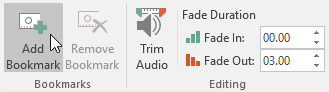 Add Bookmark
Remove Bookmark
Bookmarks
Trim Audio
Fade Duration
Fade In: 00.00
Fade Out: 03.00
Editing